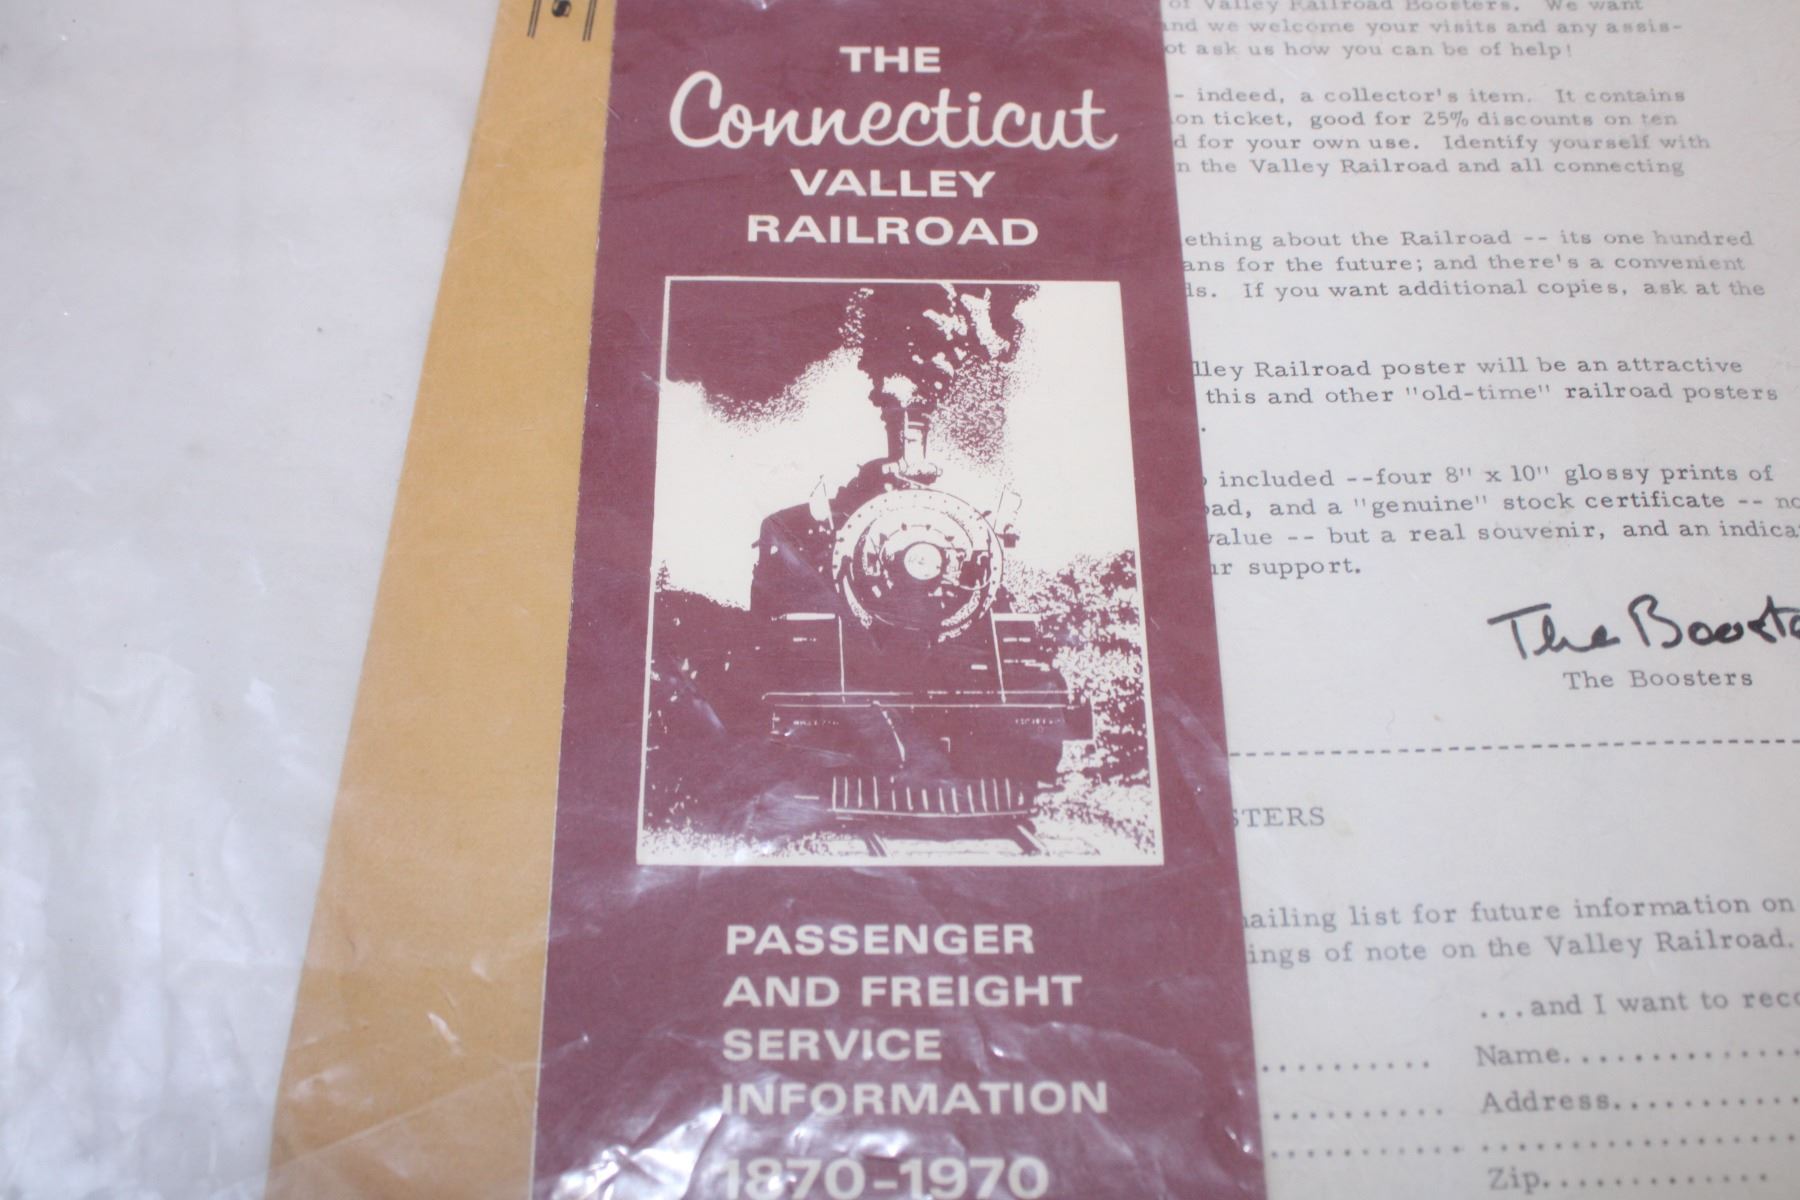 s
THE
Connecticut
VALLEY
RAILROAD
PASSENGER
AND FREIGHT
SERVICE
INFORMATION
1870-1970
of Valley Railroad Boosters. We want
and we welcome your visits and any assis-
ot ask us how you can be of help!
- indeed, a collector's item. It contains
on ticket, good for 25% discounts on ten
d for your own use. Identify yourself with
n the Valley Railroad and all connecting
ething about the Railroad -- its one hundred
ans for the future; and there's a convenient
ds. If you want additional copies, ask at the
lley Railroad poster will be an attractive
this and other "old-time" railroad posters
.
o included --four 8" x 10" glossy prints of
oad, and a "genuine" stock certificate -- no
value -- but a real souvenir, and an indica
ur support.
The Booste
The Boosters
STERS
mailing list for future information on
ings of note on the Valley Railroad.
...and I want to rec
Name..............
Address............
Zip..............